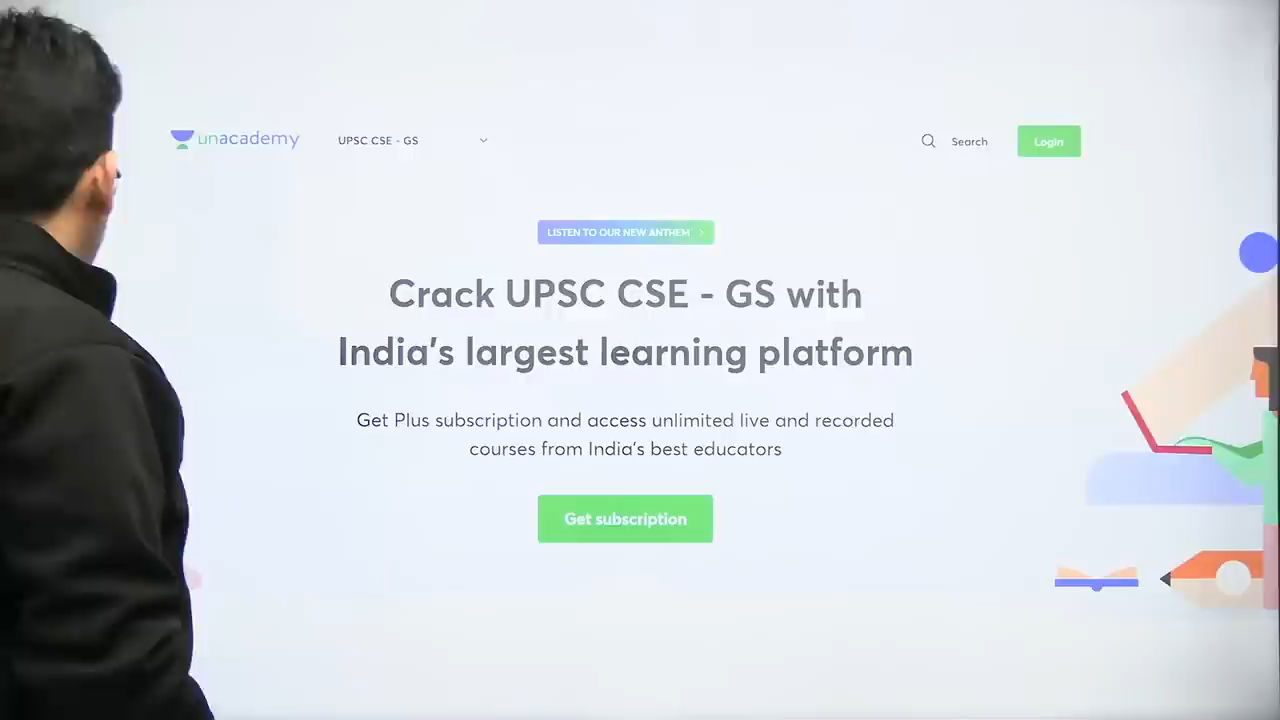 unacademy
UPSC CSE - GS
Search
Login
LISTEN TO OUR NEW ANTHEM
Crack UPSC CSE - GS with
India's largest learning platform
Get Plus subscription and access unlimited live and recorded
courses from India's best educators
Get subscription